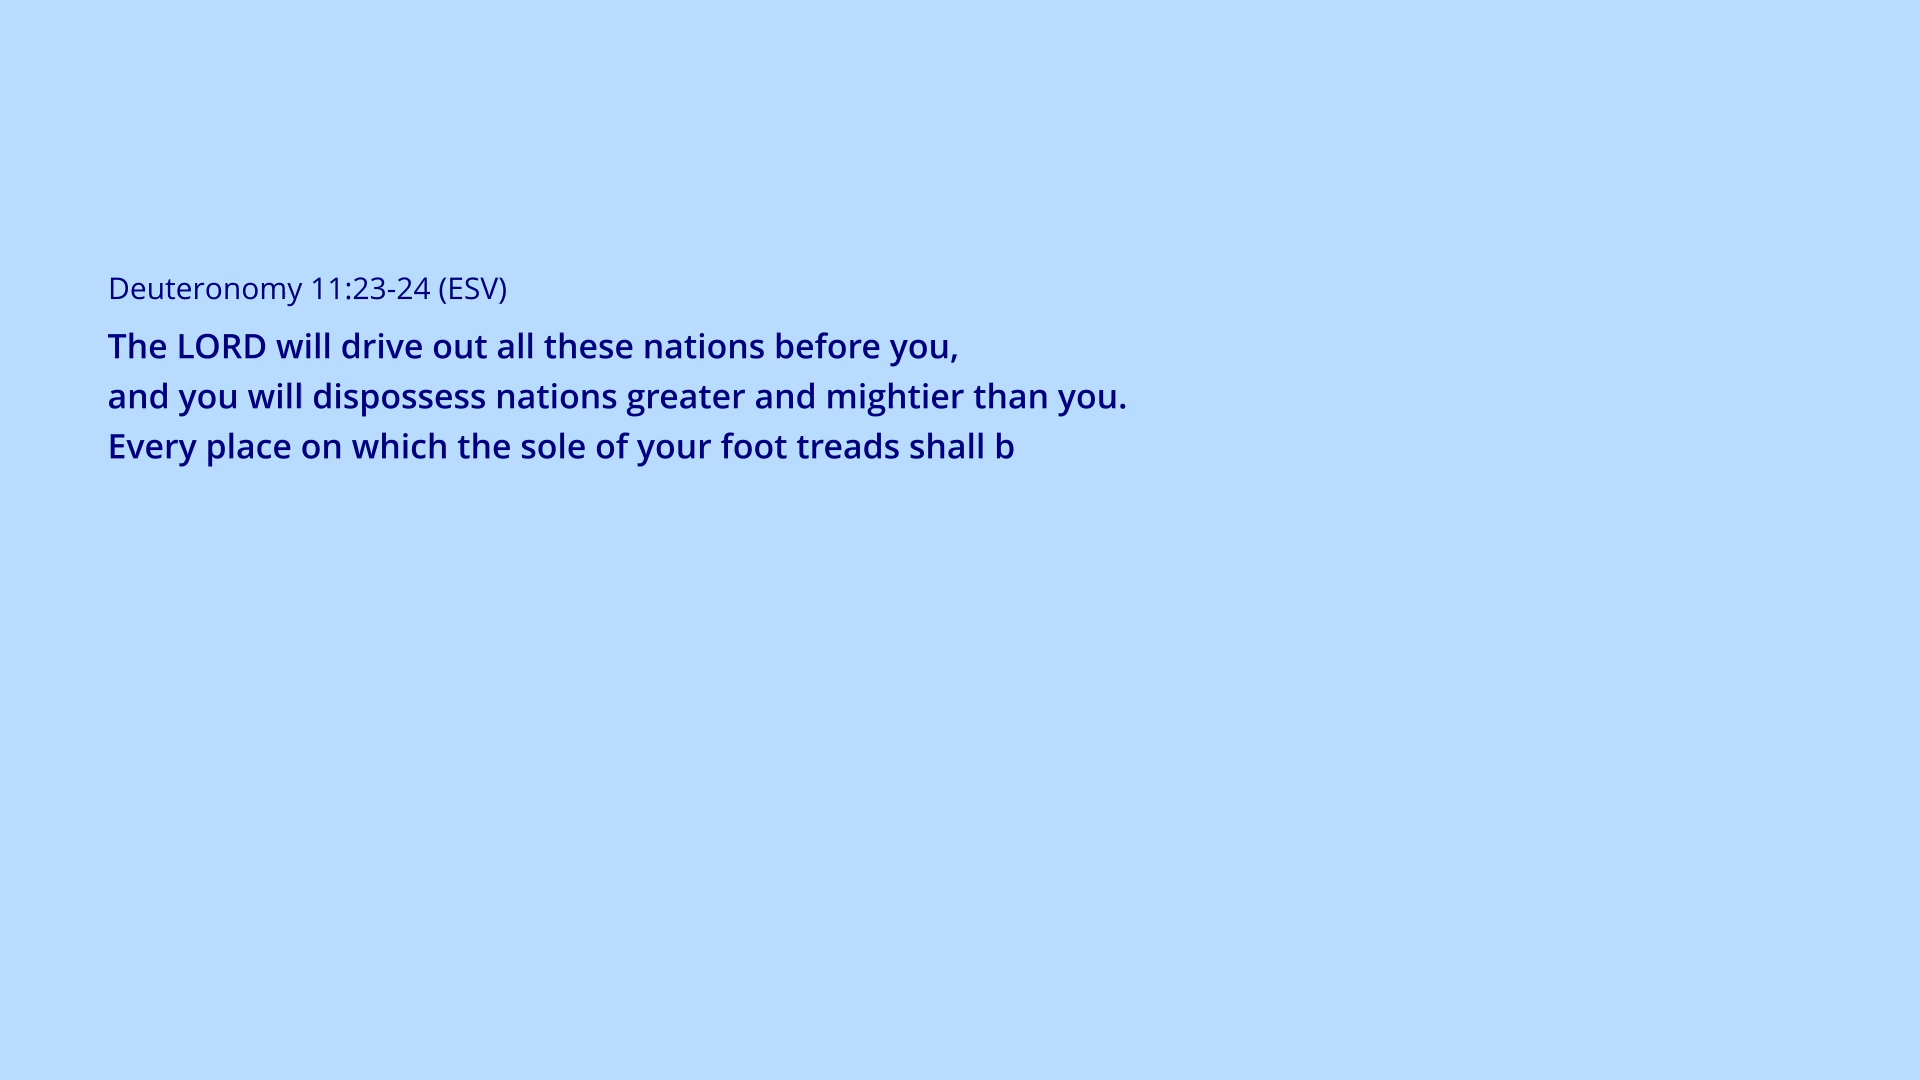 Deuteronomy 11:23-24 (ESV)
The LORD will drive out all these nations before you,
and you will dispossess nations greater and mightier than you.
Every place on which the sole of your foot treads shall b